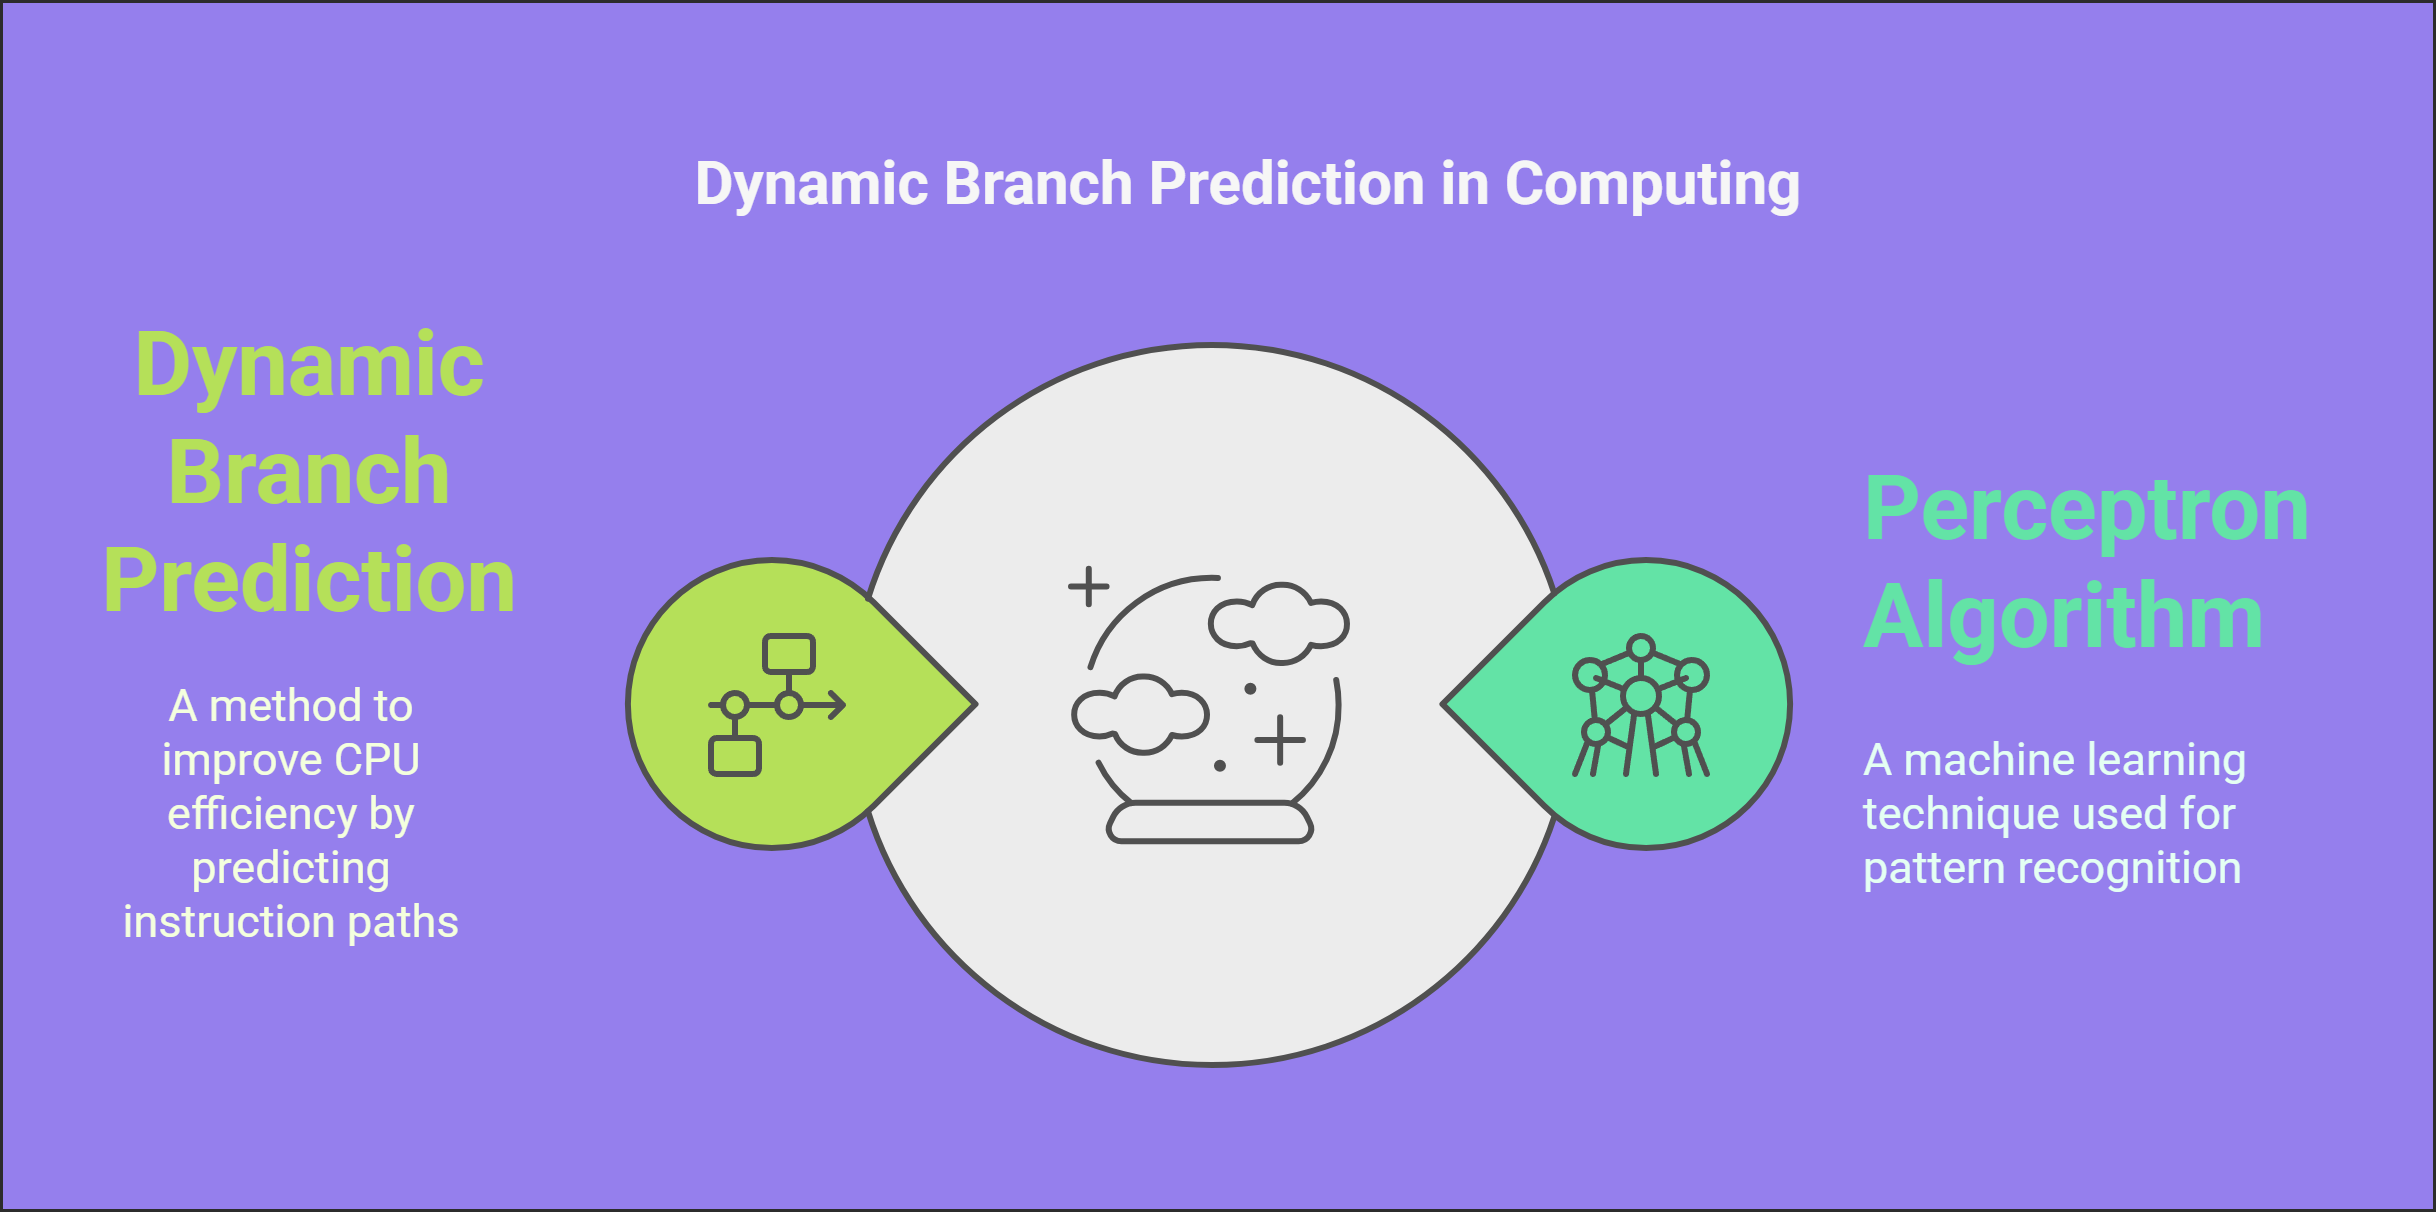 Dynamic Branch Prediction in Computing
Dynamic
Branch
Prediction
A method to
improve CPU
efficiency by
predicting
instruction paths
Perceptron
Algorithm
A machine learning
technique used for
pattern recognition